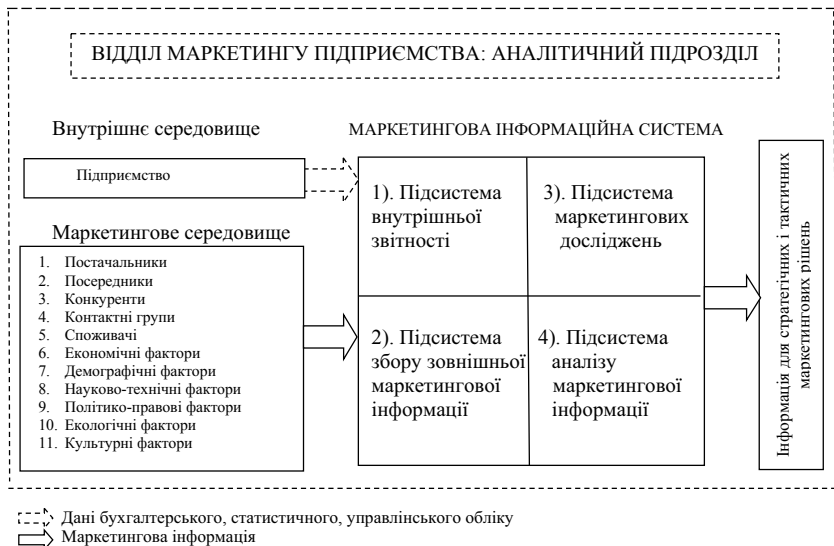 ВІДДІЛ МАРКЕТИНГУ ПІДПРИЄМСТВА: АНАЛІТИЧНИЙ ПІДРОЗДІЛ
Внутрішнє середовище
Підприємство
Маркетингове середовище
1. Постачальники
2. Посередники
3. Конкуренти
4. Контактні групи
5. Споживачі
6. Економічні фактори
7. Демографічні фактори
8. Науково-технічні фактори
9. Політико-правові фактори
10. Екологічні фактори
11. Культурні фактори
МАРКЕТИНГОВА ІНФОРМАЦІЙНА СИСТЕМА
1). Підсистема
внутрішньої
звітності
3). Підсистема
маркетингових
досліджень
2). Підсистема
збору зовнішньої
маркетингової
інформації
4). Підсистема
аналізу
маркетингової
інформації
Інформація для стратегічних і тактичних
маркетингових рішень
Дані бухгалтерського, статистичного, управлінського обліку
Маркетингова інформація